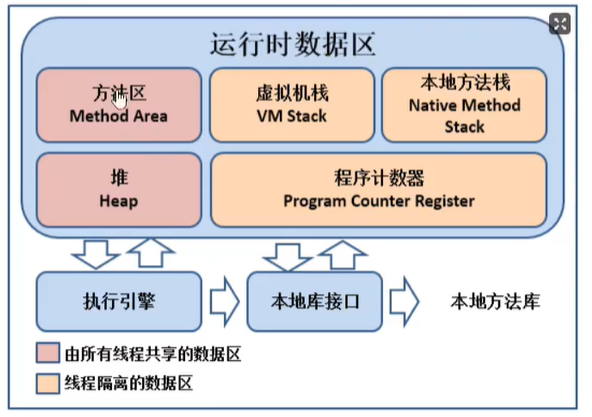 运行时数据区
方法区
Method Area
虚拟机栈
VM Stack
本地方法栈
Native Method
Stack
堆
Heap
程序计数器
Program Counter Register
执行引擎
本地库接口
本地方法库
由所有线程共享的数据区
线程隔离的数据区